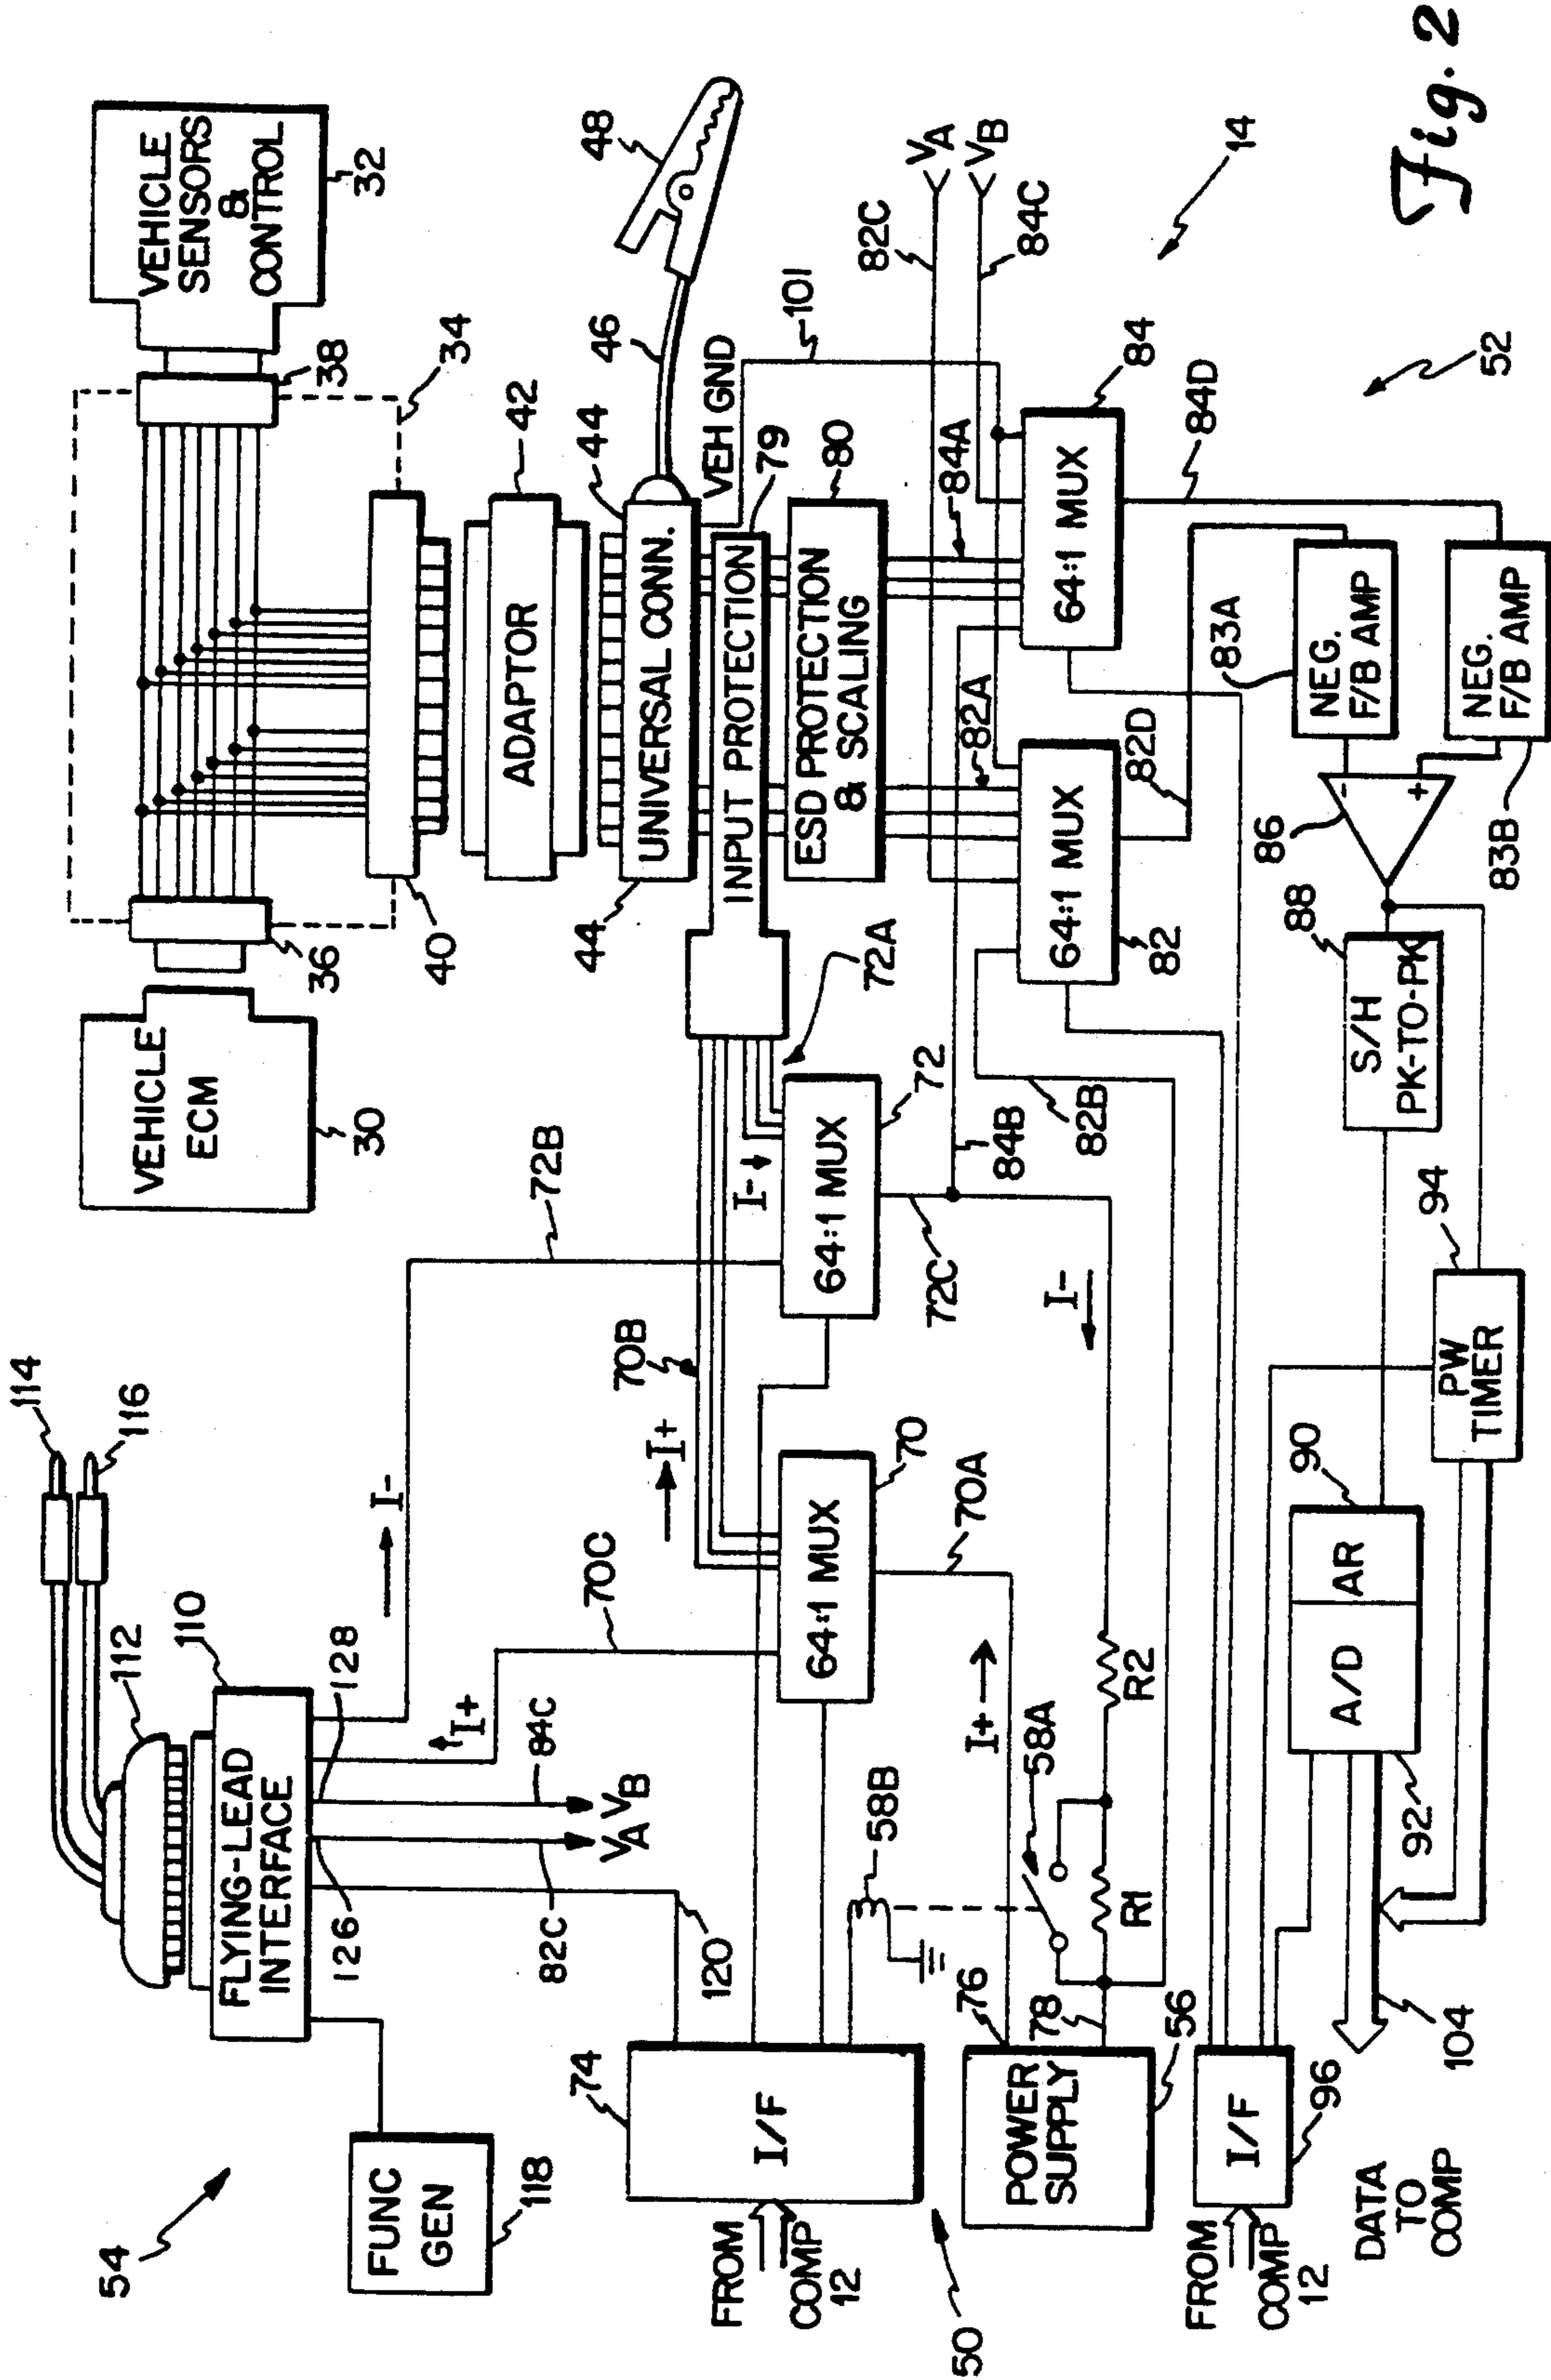 54
FUNC
GEN
118
FLYING-LEAD
INTERFACE
110
112
114
116
126
128
82C
84C
VA
VB
120
I+
I-
70C
72B
VEHICLE
ECM
30
36
VEHICLE
SENSORS
&
CONTROL
32
38
34
40
ADAPTOR
42
44
UNIVERSAL CONN.
44
46
48
VEH GND
101
INPUT PROTECTION
79
ESD PROTECTION
& SCALING
80
72A
70B
I+
I-
FROM
COMP
12
I/F
74
50
64:1 MUX
70
70A
64:1 MUX
72
72C
84B
82B
64:1 MUX
82
82A
82D
64:1 MUX
84
84A
84D
82C
84C
VA
VB
14
52
58B
58A
I+
I-
POWER
SUPPLY
76
78
56
R1
R2
FROM
COMP
12
I/F
96
NEG.
F/B AMP
83A
NEG.
F/B AMP
83B
-
+
86
88
S/H
PK-TO-PK
94
PW
TIMER
90
A/D
AR
92
104
DATA
TO
COMP
Fig. 2